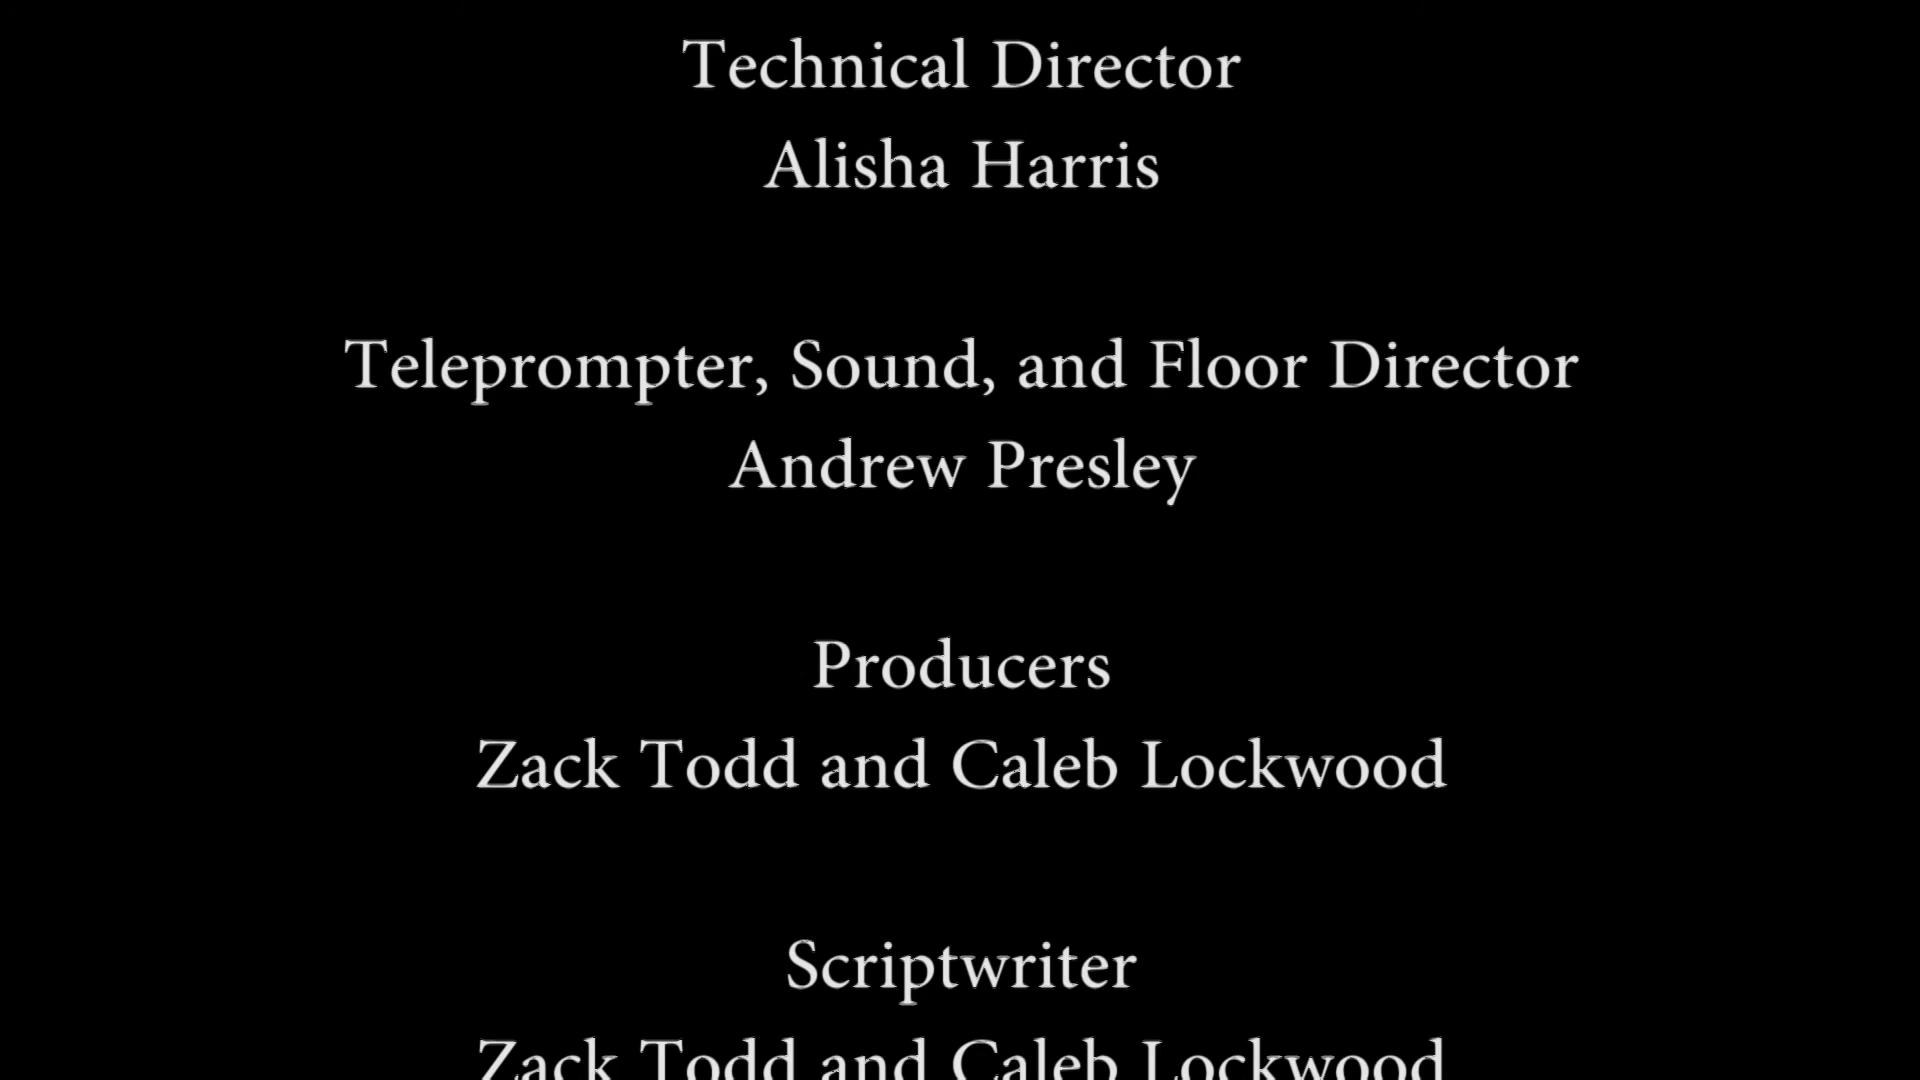 Technical Director
Alisha Harris
Teleprompter, Sound, and Floor Director
Andrew Presley
Producers
Zack Todd and Caleb Lockwood
Scriptwriter
Zack Todd and Caleb Lockwood